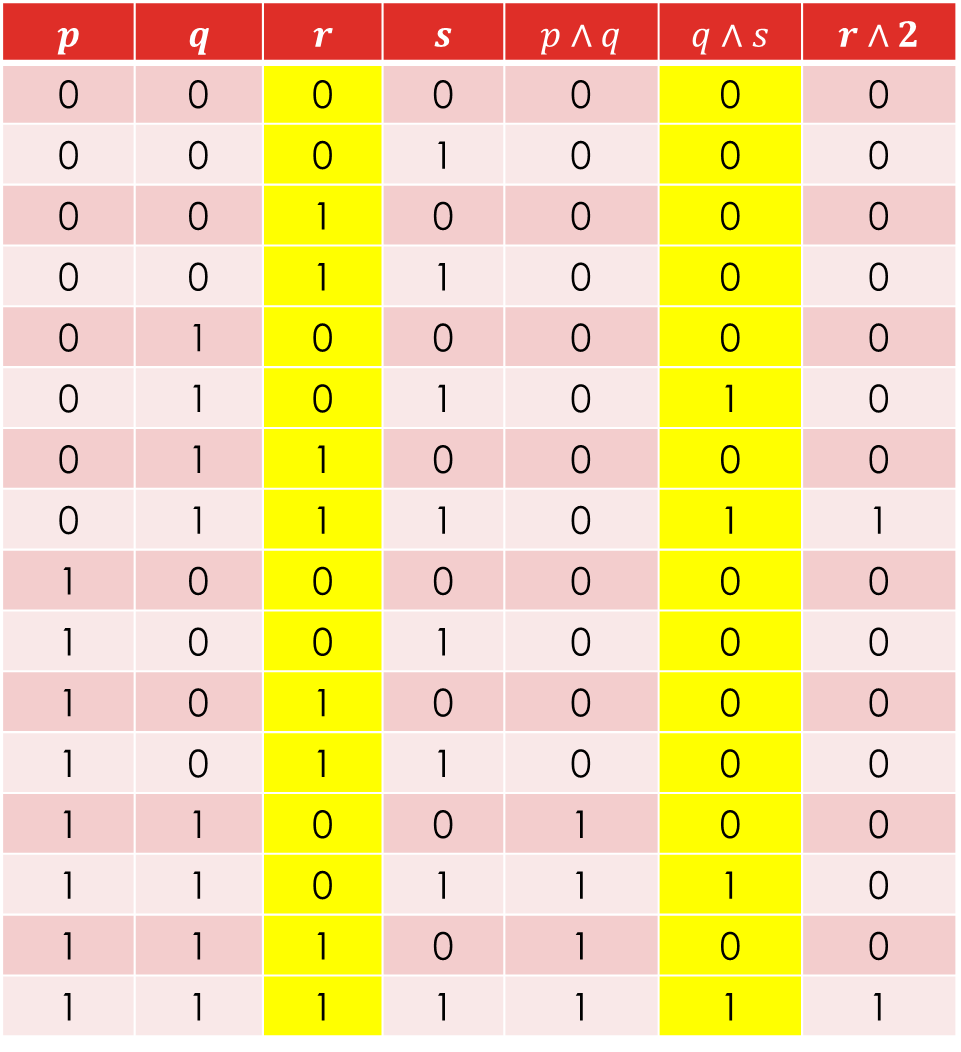 p q r s p ∧ q q ∧ s r ∧ 2
0 0 0 0 0 0 0
0 0 0 1 0 0 0
0 0 1 0 0 0 0
0 0 1 1 0 0 0
0 1 0 0 0 0 0
0 1 0 1 0 1 0
0 1 1 0 0 0 0
0 1 1 1 0 1 1
1 0 0 0 0 0 0
1 0 0 1 0 0 0
1 0 1 0 0 0 0
1 0 1 1 0 0 0
1 1 0 0 1 0 0
1 1 0 1 1 1 0
1 1 1 0 1 0 0
1 1 1 1 1 1 1